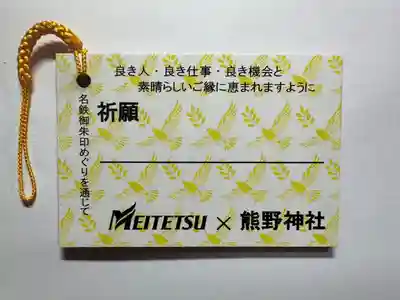 良き人・良き仕事・良き機会と
素晴らしいご縁に恵まれますように
祈願
名鉄御朱印めぐりを通じて
MEITETSU × 熊野神社